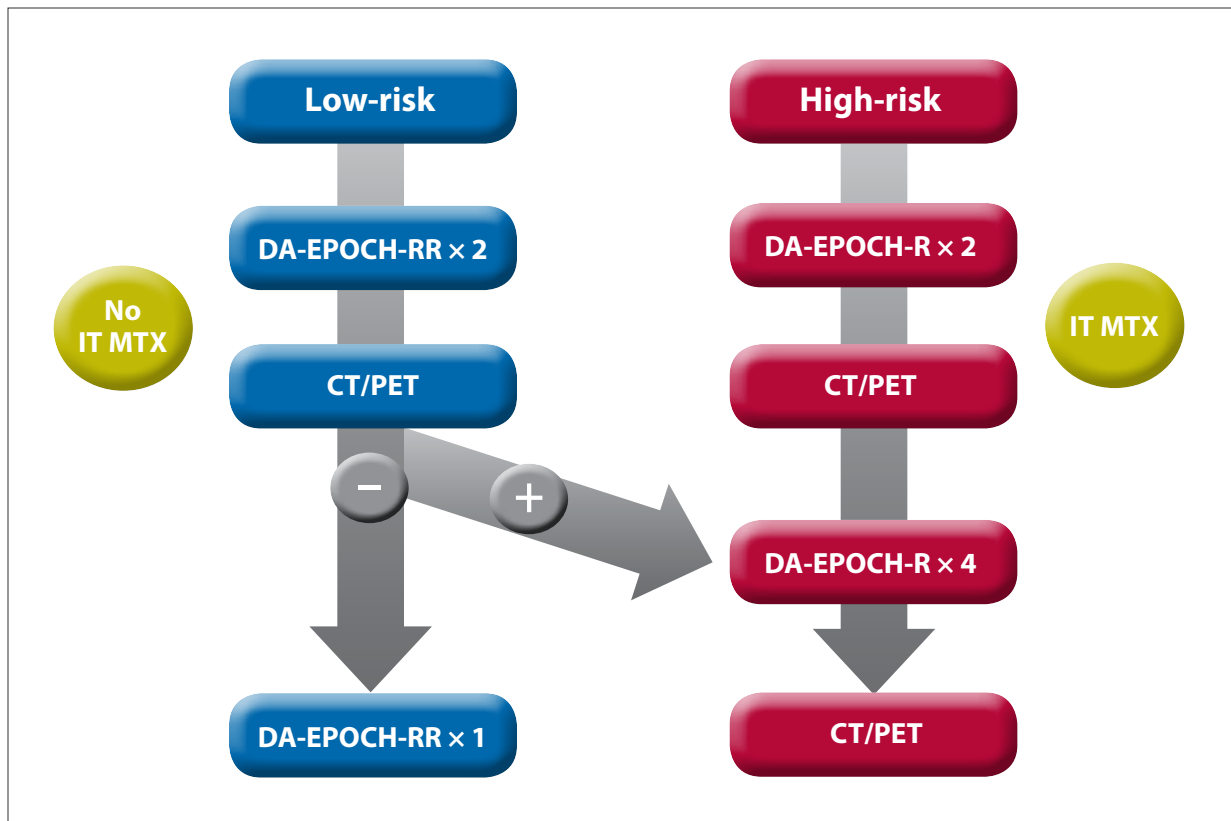 Low-risk
High-risk
DA-EPOCH-RR × 2
DA-EPOCH-R × 2
No
IT MTX
IT MTX
CT/PET
CT/PET
−
+
DA-EPOCH-R × 4
DA-EPOCH-RR × 1
CT/PET